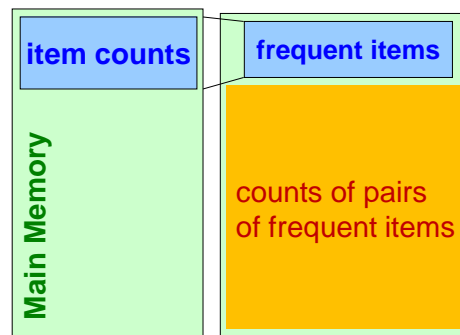 item counts
frequent items
Main Memory
counts of pairs
of frequent items